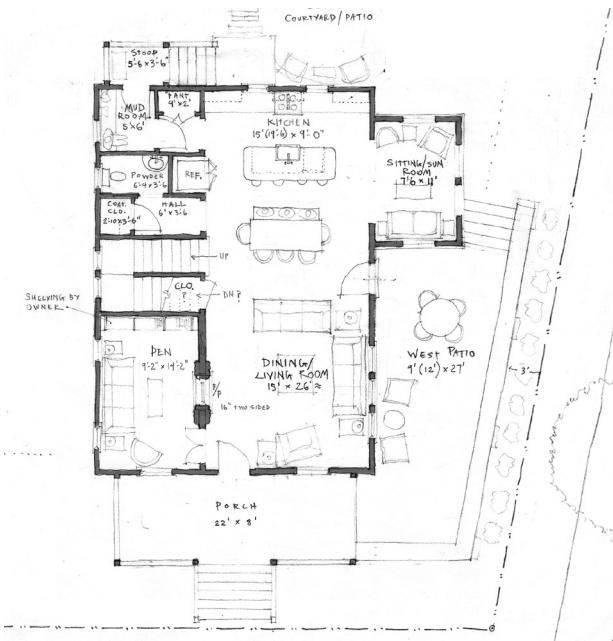 COURTYARD/PATIO
STOOP
5'-6 x 3'-6"
PANT.
4' x 2'
MUD
ROOM
5'x6'
KITCHEN
15'(19'-6) x 9'-0"
SITTING/SUN
ROOM
7'6 x 11'
POWDER
6'-4 x 3'-6
REF.
COAT.
CLO.
2'-10x3'-6"
HALL
6' x 3'-6
UP
CLO.
?
DN ?
SHELVING BY
OWNER
DEN
9'-2" x 14'-2"
F/P
16" TWO SIDED
DINING/
LIVING ROOM
15' x 26' ≈
WEST PATIO
9' (12') x 27'
3'
PORCH
22' x 8'